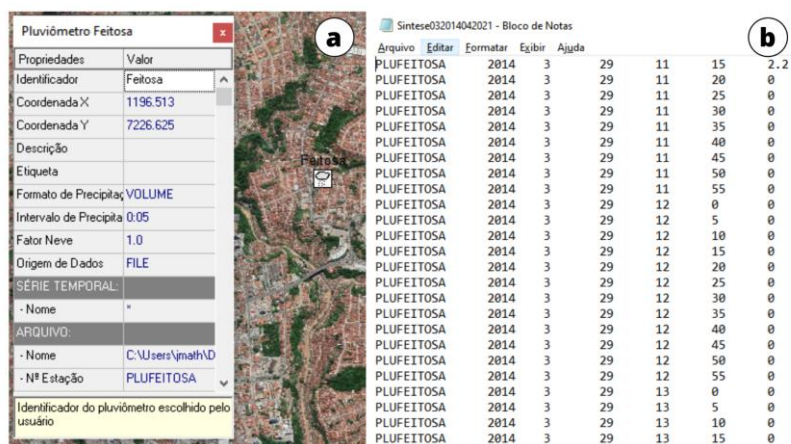 Pluviômetro Feitosa x
Propriedades Valor
Identificador Feitosa
Coordenada X 1196.513
Coordenada Y 7226.625
Descrição
Etiqueta
Formato de Precipitaç VOLUME
Intervalo de Precipita 0:05
Fator Neve 1.0
Origem de Dados FILE
SÉRIE TEMPORAL:
- Nome *
ARQUIVO:
- Nome C:\Users\jmath\D
- Nº Estação PLUFEITOSA
Identificador do pluviômetro escolhido pelo
usuário
a
Feitosa
Sintese032014042021 - Bloco de Notas
b
Arquivo Editar Formatar Exibir Ajuda
PLUFEITOSA 2014 3 29 11 15 2.2
PLUFEITOSA 2014 3 29 11 20 0
PLUFEITOSA 2014 3 29 11 25 0
PLUFEITOSA 2014 3 29 11 30 0
PLUFEITOSA 2014 3 29 11 35 0
PLUFEITOSA 2014 3 29 11 40 0
PLUFEITOSA 2014 3 29 11 45 0
PLUFEITOSA 2014 3 29 11 50 0
PLUFEITOSA 2014 3 29 11 55 0
PLUFEITOSA 2014 3 29 12 0 0
PLUFEITOSA 2014 3 29 12 5 0
PLUFEITOSA 2014 3 29 12 10 0
PLUFEITOSA 2014 3 29 12 15 0
PLUFEITOSA 2014 3 29 12 20 0
PLUFEITOSA 2014 3 29 12 25 0
PLUFEITOSA 2014 3 29 12 30 0
PLUFEITOSA 2014 3 29 12 35 0
PLUFEITOSA 2014 3 29 12 40 0
PLUFEITOSA 2014 3 29 12 45 0
PLUFEITOSA 2014 3 29 12 50 0
PLUFEITOSA 2014 3 29 12 55 0
PLUFEITOSA 2014 3 29 13 0 0
PLUFEITOSA 2014 3 29 13 5 0
PLUFEITOSA 2014 3 29 13 10 0
PLUFEITOSA 2014 3 29 13 15 0